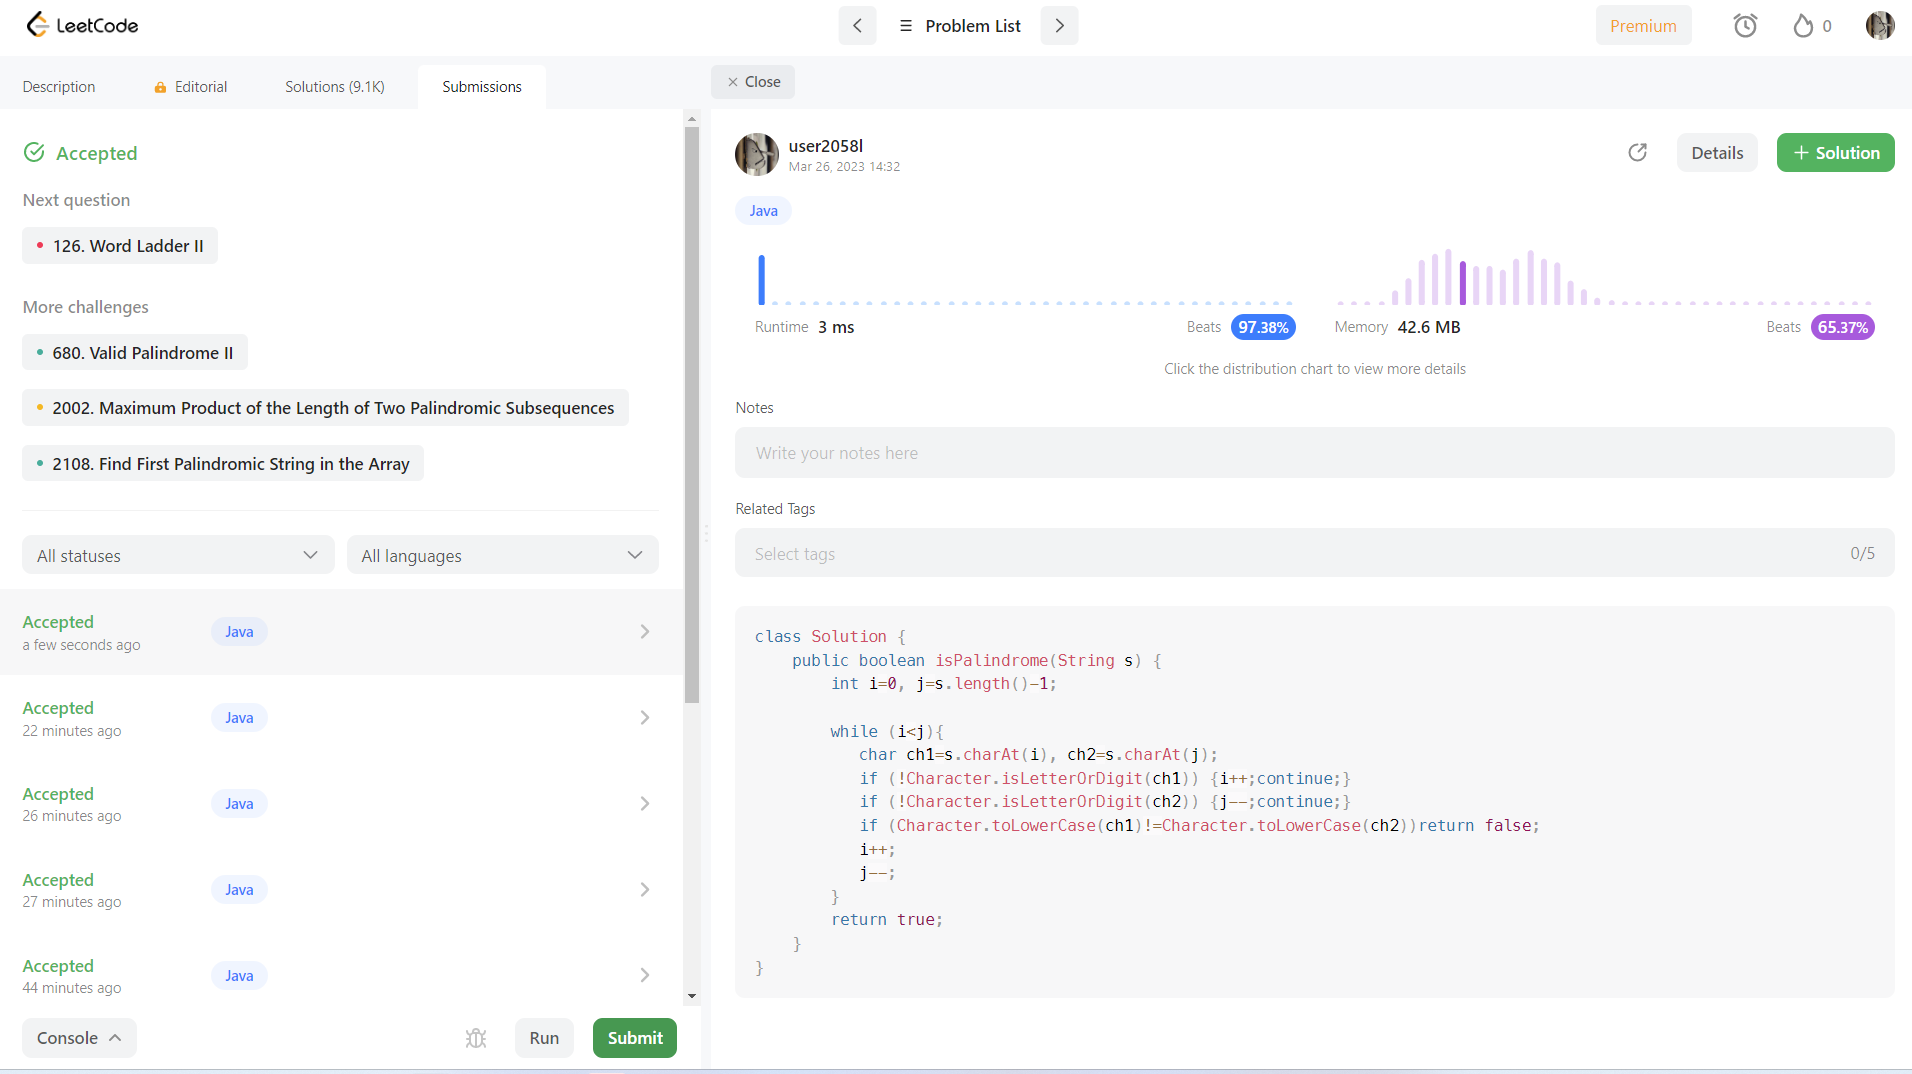 LeetCode
Problem List
Premium
0
Description
Editorial
Solutions (9.1K)
Submissions
Close
Accepted
Next question
126. Word Ladder II
More challenges
680. Valid Palindrome II
2002. Maximum Product of the Length of Two Palindromic Subsequences
2108. Find First Palindromic String in the Array
All statuses
All languages
Accepted
Java
a few seconds ago
Accepted
Java
22 minutes ago
Accepted
Java
26 minutes ago
Accepted
Java
27 minutes ago
Accepted
Java
44 minutes ago
Console
Run
Submit
user2058l
Mar 26, 2023 14:32
Details
+ Solution
Java
Runtime 3 ms
Beats 97.38%
Memory 42.6 MB
Beats 65.37%
Click the distribution chart to view more details
Notes
Write your notes here
Related Tags
Select tags
0/5
class Solution {
    public boolean isPalindrome(String s) {
        int i=0, j=s.length()-1;
        while (i<j){
           char ch1=s.charAt(i), ch2=s.charAt(j);
           if (!Character.isLetterOrDigit(ch1)) {i++;continue;}
           if (!Character.isLetterOrDigit(ch2)) {j--;continue;}
           if (Character.toLowerCase(ch1)!=Character.toLowerCase(ch2))return false;
           i++;
           j--;
        }
        return true;
    }
}